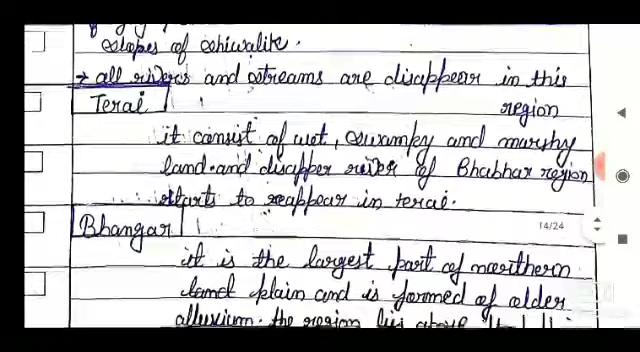 slopes of shiwalik.
→ all rivers and streams are disappear in this
region
Terai
it consist of wet, swampy and marshy
land. and disapper river of Bhabhar region
starts to reappear in terai.
14/24
Bhangar
it is the largest part of northern
land plain and is formed of older
alluvium. the region lies above